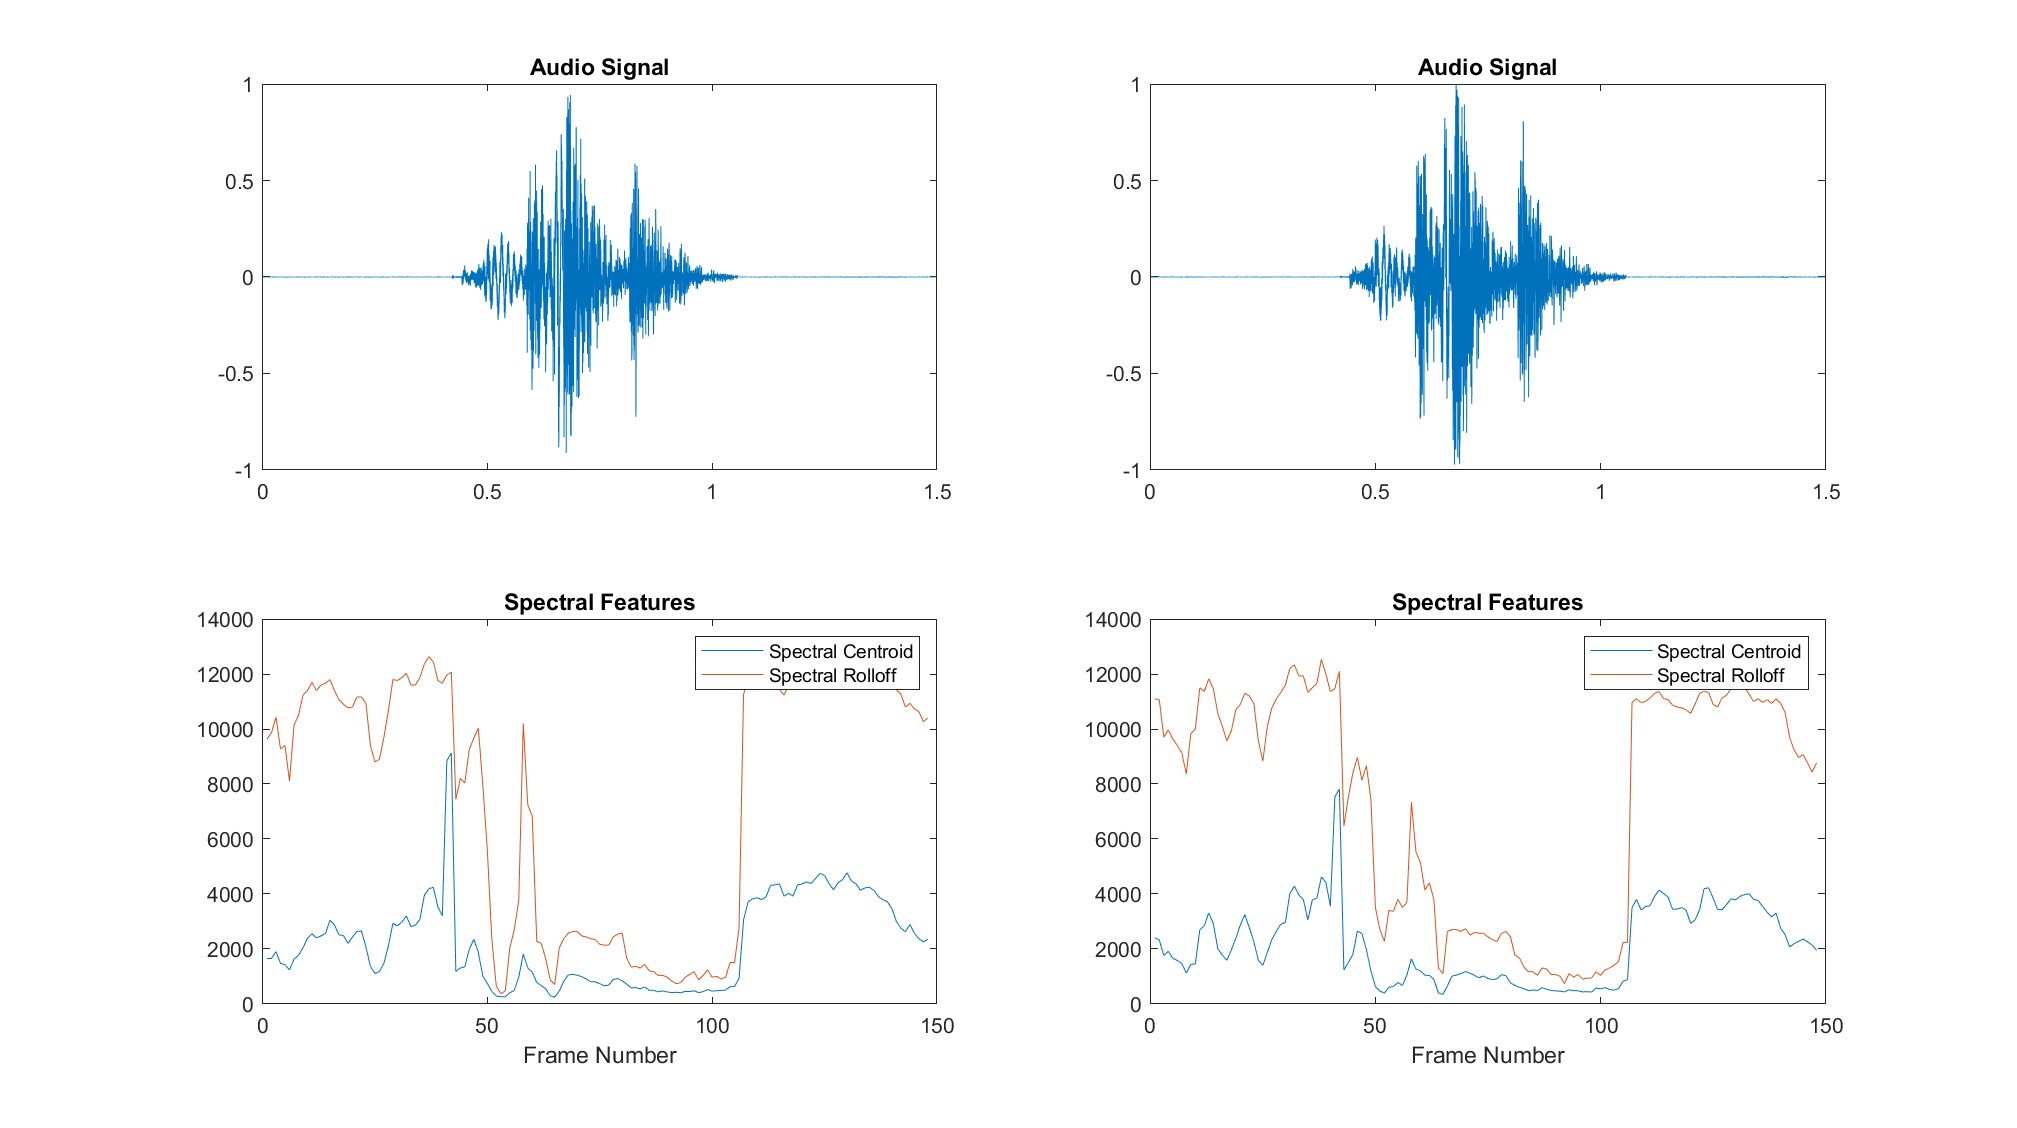 Audio Signal
1
0.5
0
-0.5
-1
0 0.5 1 1.5
Audio Signal
1
0.5
0
-0.5
-1
0 0.5 1 1.5
Spectral Features
14000
12000
10000
8000
6000
4000
2000
0
Spectral Centroid
Spectral Rolloff
0 50 100 150
Frame Number
Spectral Features
14000
12000
10000
8000
6000
4000
2000
0
Spectral Centroid
Spectral Rolloff
0 50 100 150
Frame Number